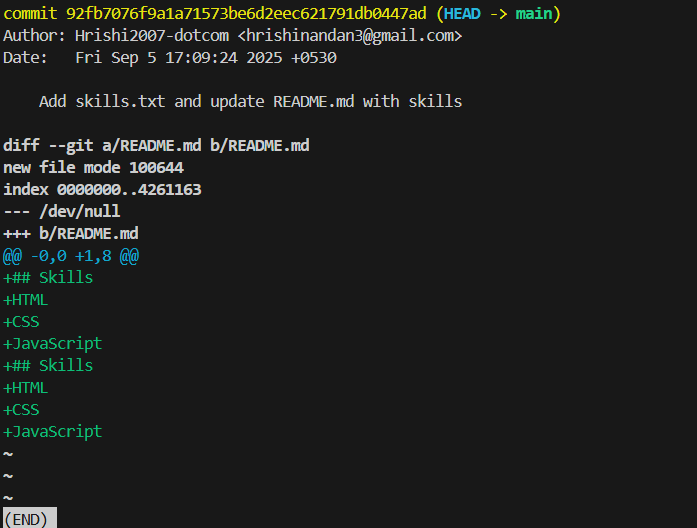 commit 92fb7076f9a1a71573be6d2eec621791db0447ad (HEAD -> main)
Author: Hrishi2007-dotcom <hrishinandan3@gmail.com>
Date:   Fri Sep 5 17:09:24 2025 +0530

    Add skills.txt and update README.md with skills

diff --git a/README.md b/README.md
new file mode 100644
index 0000000..4261163
--- /dev/null
+++ b/README.md
@@ -0,0 +1,8 @@
+## Skills
+HTML
+CSS
+JavaScript
+## Skills
+HTML
+CSS
+JavaScript
~
~
~
(END)